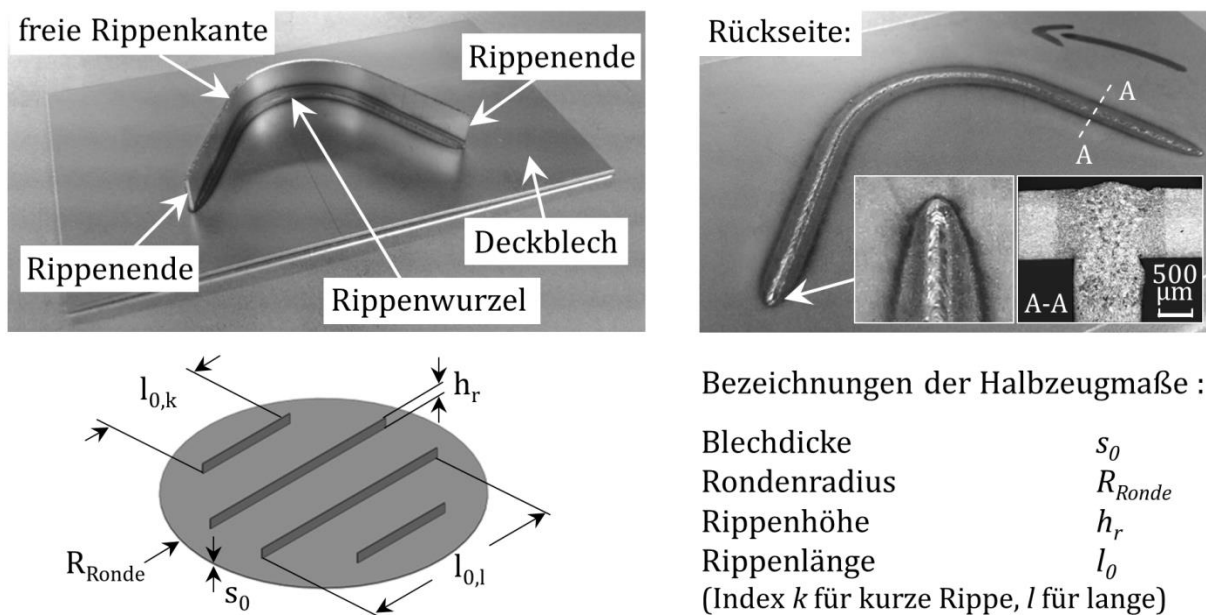 freie Rippenkante
Rippenende
Rippenende
Rippenwurzel
Deckblech
Rückseite:
A
A
A-A
500
µm
l0,k
hr
RRonde
s0
l0,l
Bezeichnungen der Halbzeugmaße :
Blechdicke s0
Rondenradius RRonde
Rippenhöhe hr
Rippenlänge l0
(Index k für kurze Rippe, l für lange)